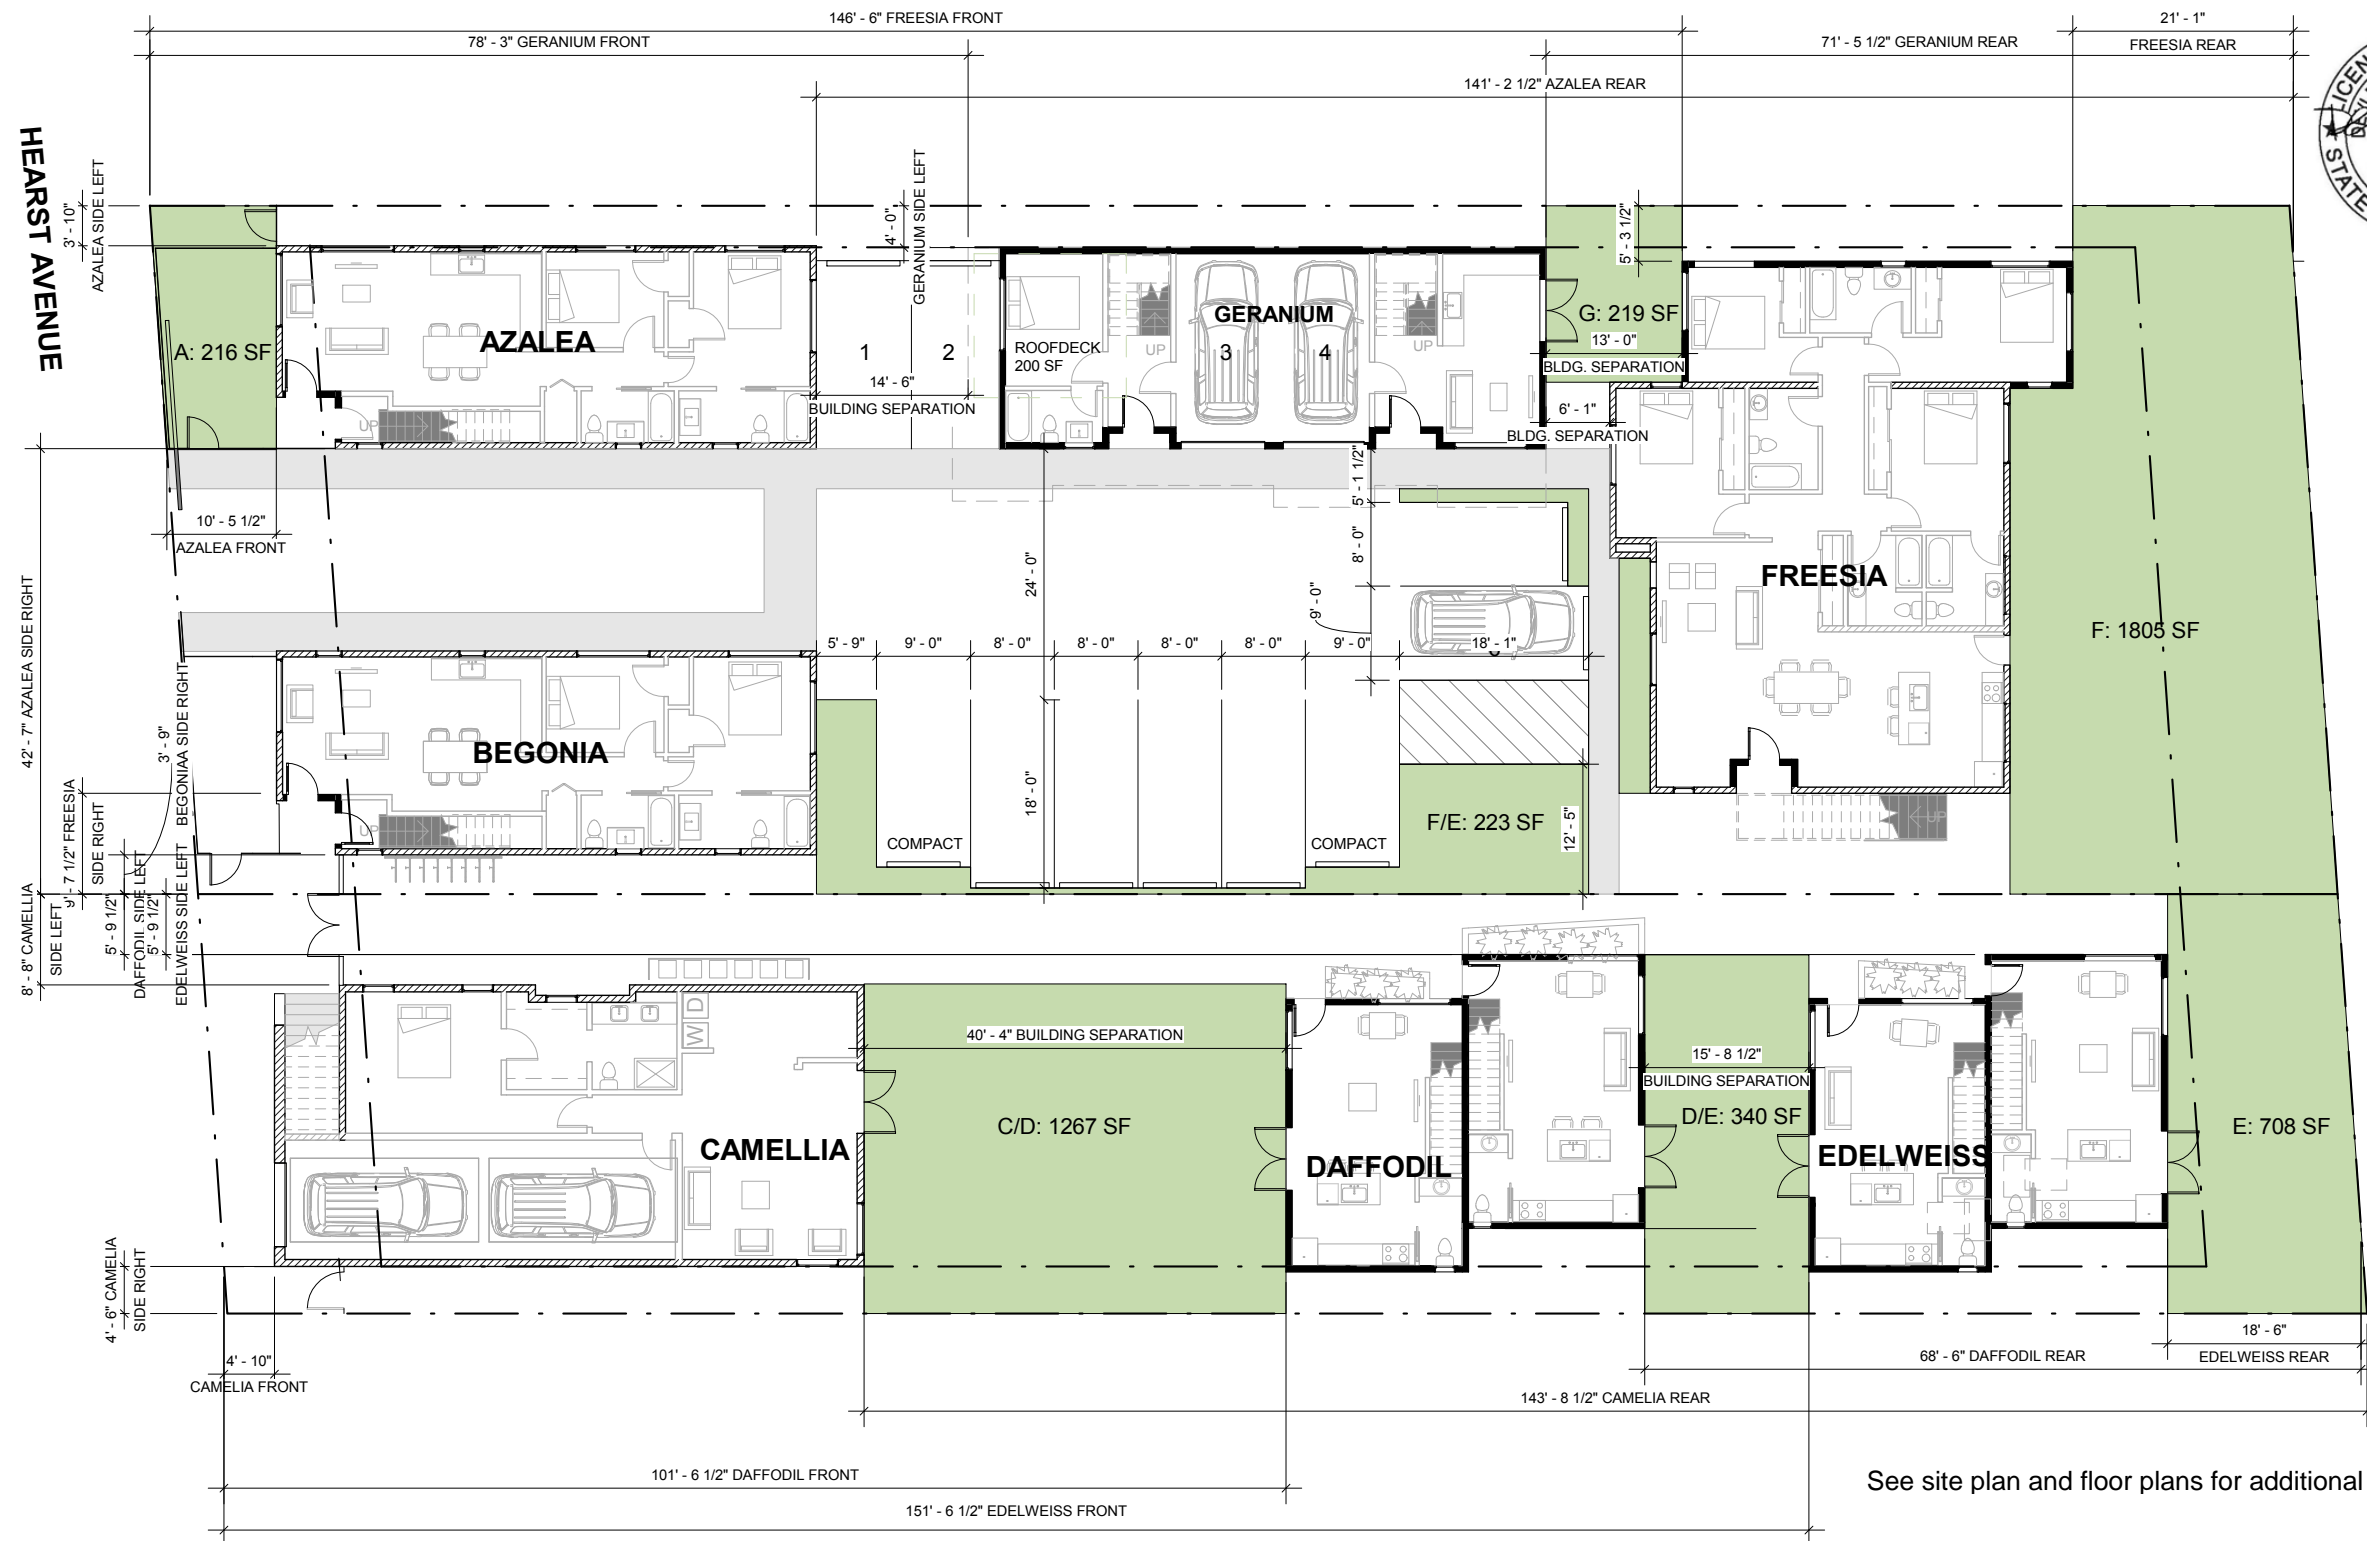 146' - 6" FREESIA FRONT
21' - 1"
78' - 3" GERANIUM FRONT
71' - 5 1/2" GERANIUM REAR
FREESIA REAR
141' - 2 1/2" AZALEA REAR
HEARST AVENUE
3' - 10"
AZALEA SIDE LEFT
4' - 0"
GERANIUM SIDE LEFT
5' - 3 1/2"
STATE
A: 216 SF
AZALEA
1
2
14' - 6"
BUILDING SEPARATION
ROOFDECK
200 SF
UP
GERANIUM
3
4
UP
G: 219 SF
13' - 0"
BLDG. SEPARATION
6' - 1"
BLDG. SEPARATION
UP
10' - 5 1/2"
AZALEA FRONT
5' - 1 1/2"
8' - 0"
24' - 0"
9' - 0"
FREESIA
F: 1805 SF
42' - 7" AZALEA SIDE RIGHT
5' - 9"
9' - 0"
8' - 0"
8' - 0"
8' - 0"
8' - 0"
9' - 0"
18' - 1"
BEGONIA
3' - 9"
BEGONIAA SIDE RIGHT
UP
18' - 0"
COMPACT
COMPACT
F/E: 223 SF
12' - 5"
UP
9' - 7 1/2" FREESIA
SIDE RIGHT
8' - 8" CAMELLIA
SIDE LEFT
5' - 9 1/2"
DAFFODIL SIDE LEFT
5' - 9 1/2"
EDELWEISS SIDE LEFT
W D
40' - 4" BUILDING SEPARATION
15' - 8 1/2"
BUILDING SEPARATION
C/D: 1267 SF
D/E: 340 SF
E: 708 SF
CAMELLIA
DAFFODIL
EDELWEISS
4' - 6" CAMELIA
SIDE RIGHT
4' - 10"
CAMELIA FRONT
18' - 6"
68' - 6" DAFFODIL REAR
EDELWEISS REAR
143' - 8 1/2" CAMELIA REAR
101' - 6 1/2" DAFFODIL FRONT
151' - 6 1/2" EDELWEISS FRONT
See site plan and floor plans for additional